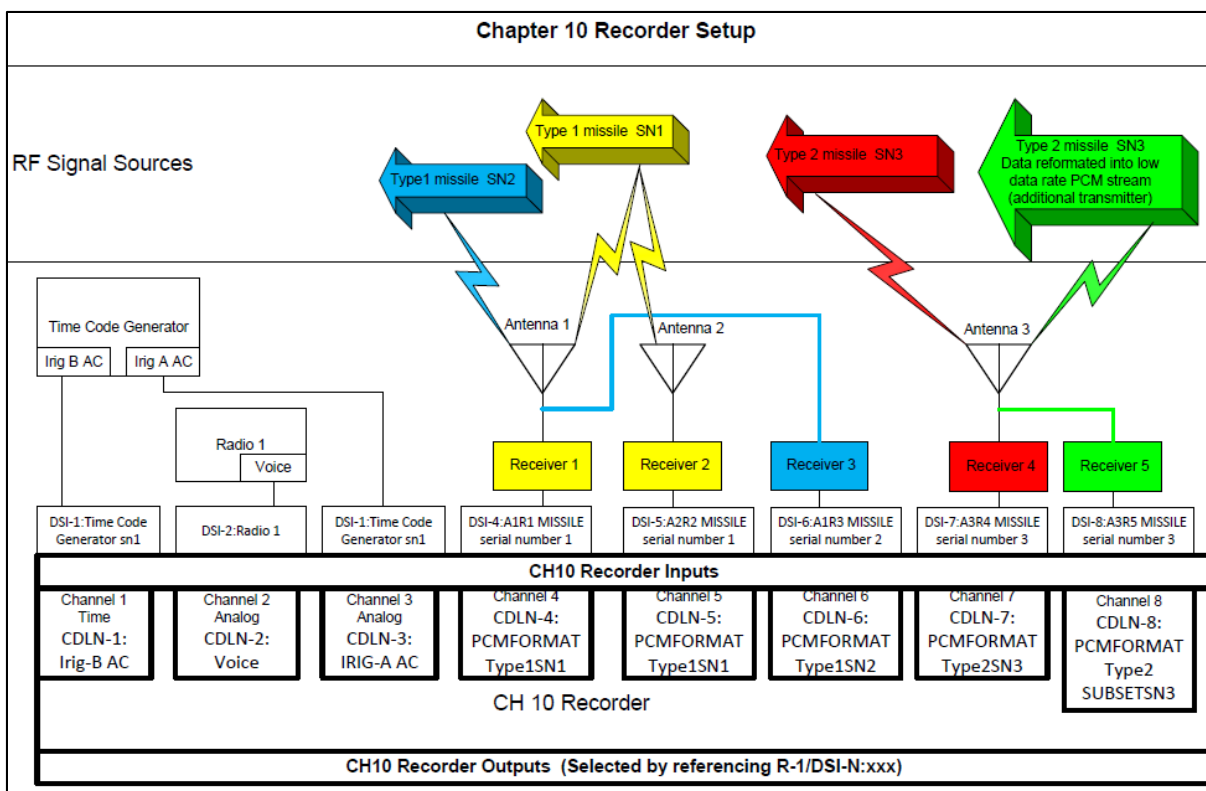 Chapter 10 Recorder Setup
RF Signal Sources
Type1 missile SN2
Type 1 missile SN1
Type 2 missile SN3
Type 2 missile SN3
Data reformated into low
data rate PCM stream
(additional transmitter)
Time Code Generator
Irig B AC
Irig A AC
Radio 1
Voice
Antenna 1
Antenna 2
Antenna 3
Receiver 1
Receiver 2
Receiver 3
Receiver 4
Receiver 5
DSI-1:Time Code
Generator sn1
DSI-2:Radio 1
DSI-1:Time Code
Generator sn1
DSI-4:A1R1 MISSILE
serial number 1
DSI-5:A2R2 MISSILE
serial number 1
DSI-6:A1R3 MISSILE
serial number 2
DSI-7:A3R4 MISSILE
serial number 3
DSI-8:A3R5 MISSILE
serial number 3
CH10 Recorder Inputs
Channel 1
Time
CDLN-1:
Irig-B AC
Channel 2
Analog
CDLN-2:
Voice
Channel 3
Analog
CDLN-3:
IRIG-A AC
Channel 4
CDLN-4:
PCMFORMAT
Type1SN1
Channel 5
CDLN-5:
PCMFORMAT
Type1SN1
Channel 6
CDLN-6:
PCMFORMAT
Type1SN2
Channel 7
CDLN-7:
PCMFORMAT
Type2SN3
Channel 8
CDLN-8:
PCMFORMAT
Type2
SUBSETSN3
CH 10 Recorder
CH10 Recorder Outputs (Selected by referencing R-1/DSI-N:xxx)